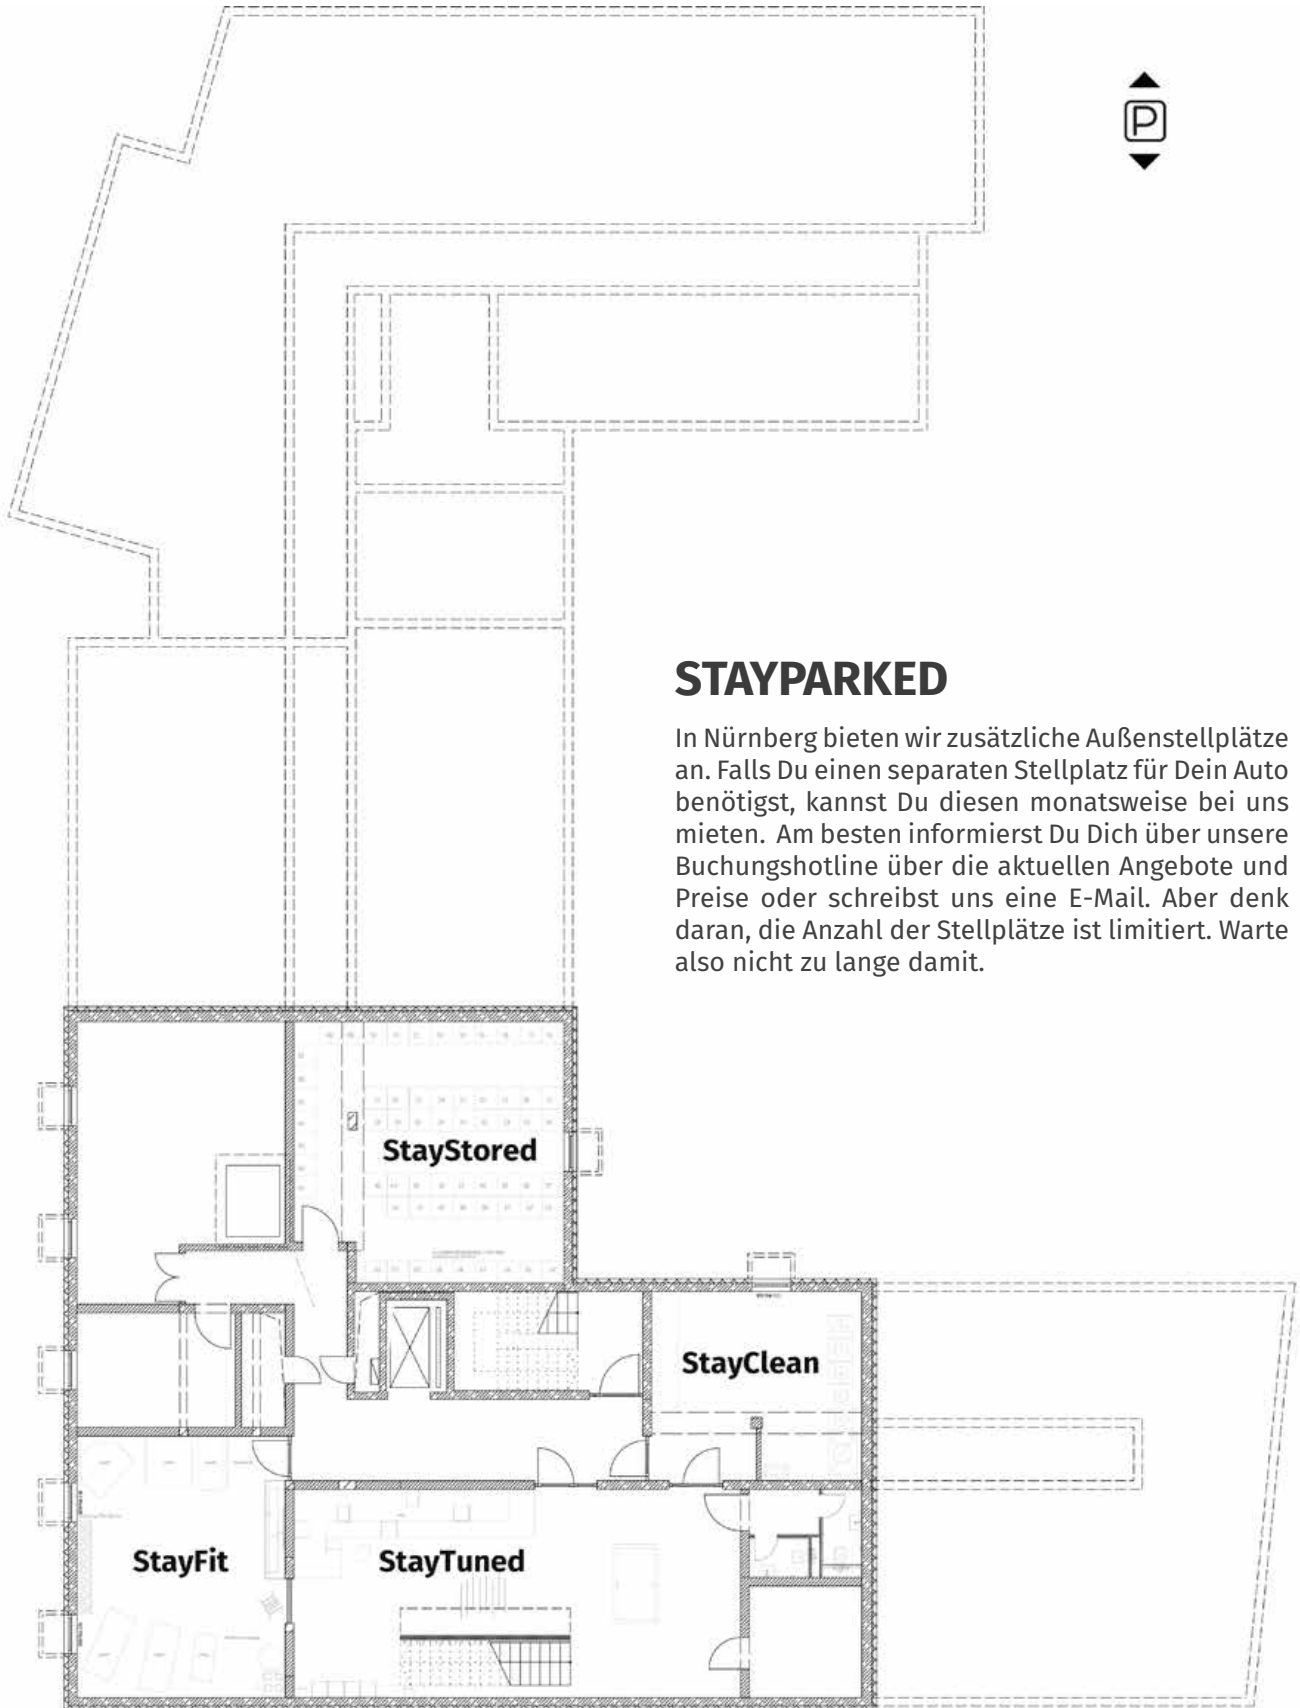 P
STAYPARKED
In Nürnberg bieten wir zusätzliche Außenstellplätze
an. Falls Du einen separaten Stellplatz für Dein Auto
benötigst, kannst Du diesen monatsweise bei uns
mieten. Am besten informierst Du Dich über unsere
Buchungshotline über die aktuellen Angebote und
Preise oder schreibst uns eine E-Mail. Aber denk
daran, die Anzahl der Stellplätze ist limitiert. Warte
also nicht zu lange damit.
StayStored
StayClean
StayFit
StayTuned